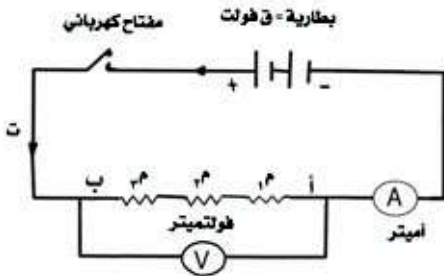 بطارية = ق فولت
مفتاح كهربائي
+
-
ت
ب
م٣
م٢
م١
أ
A
أميتر
فولتميتر
V